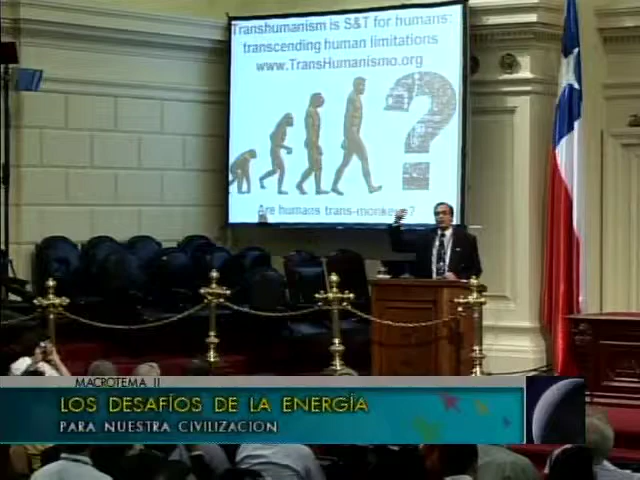 Transhumanism is S&T for humans:
transcending human limitations
www.TransHumanismo.org
?
Are humans trans-monkeys?
MACROTEMA II
LOS DESAFÍOS DE LA ENERGÍA
PARA NUESTRA CIVILIZACIÓN